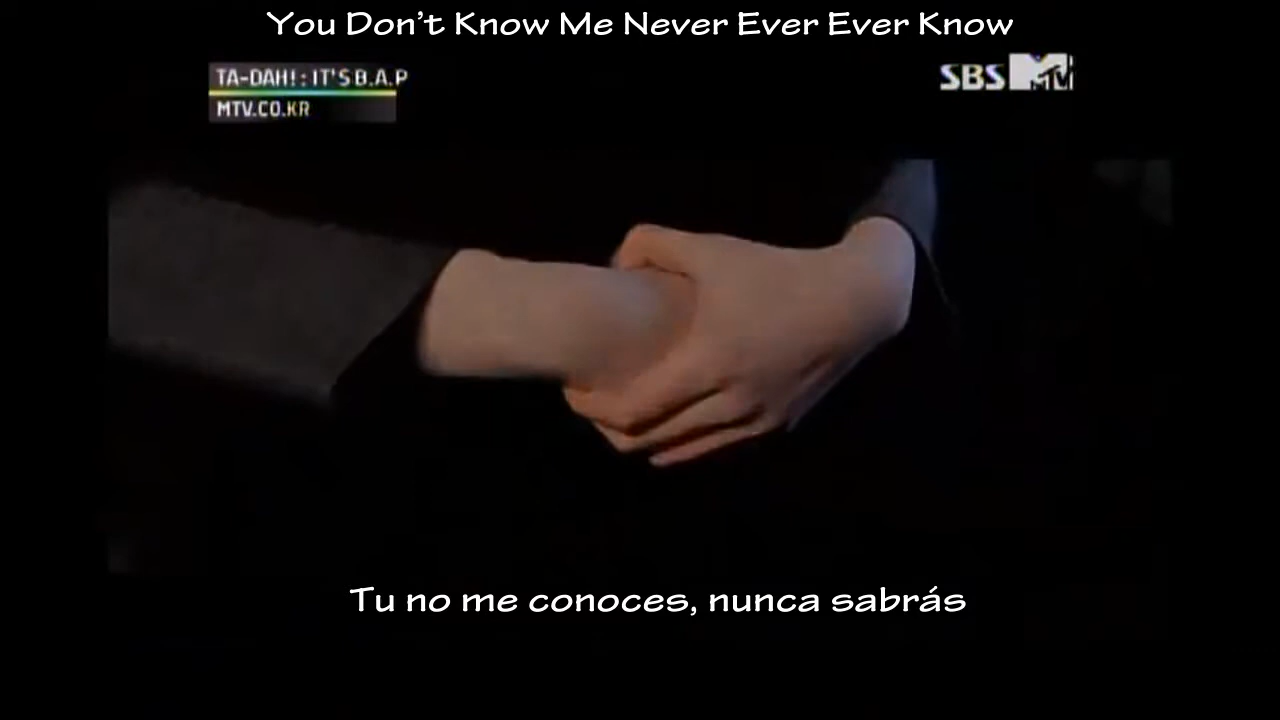 You Don't Know Me Never Ever Ever Know
TA-DAH! : IT'S B.A.P
MTV.CO.KR
SBS MTV
Tu no me conoces, nunca sabrás